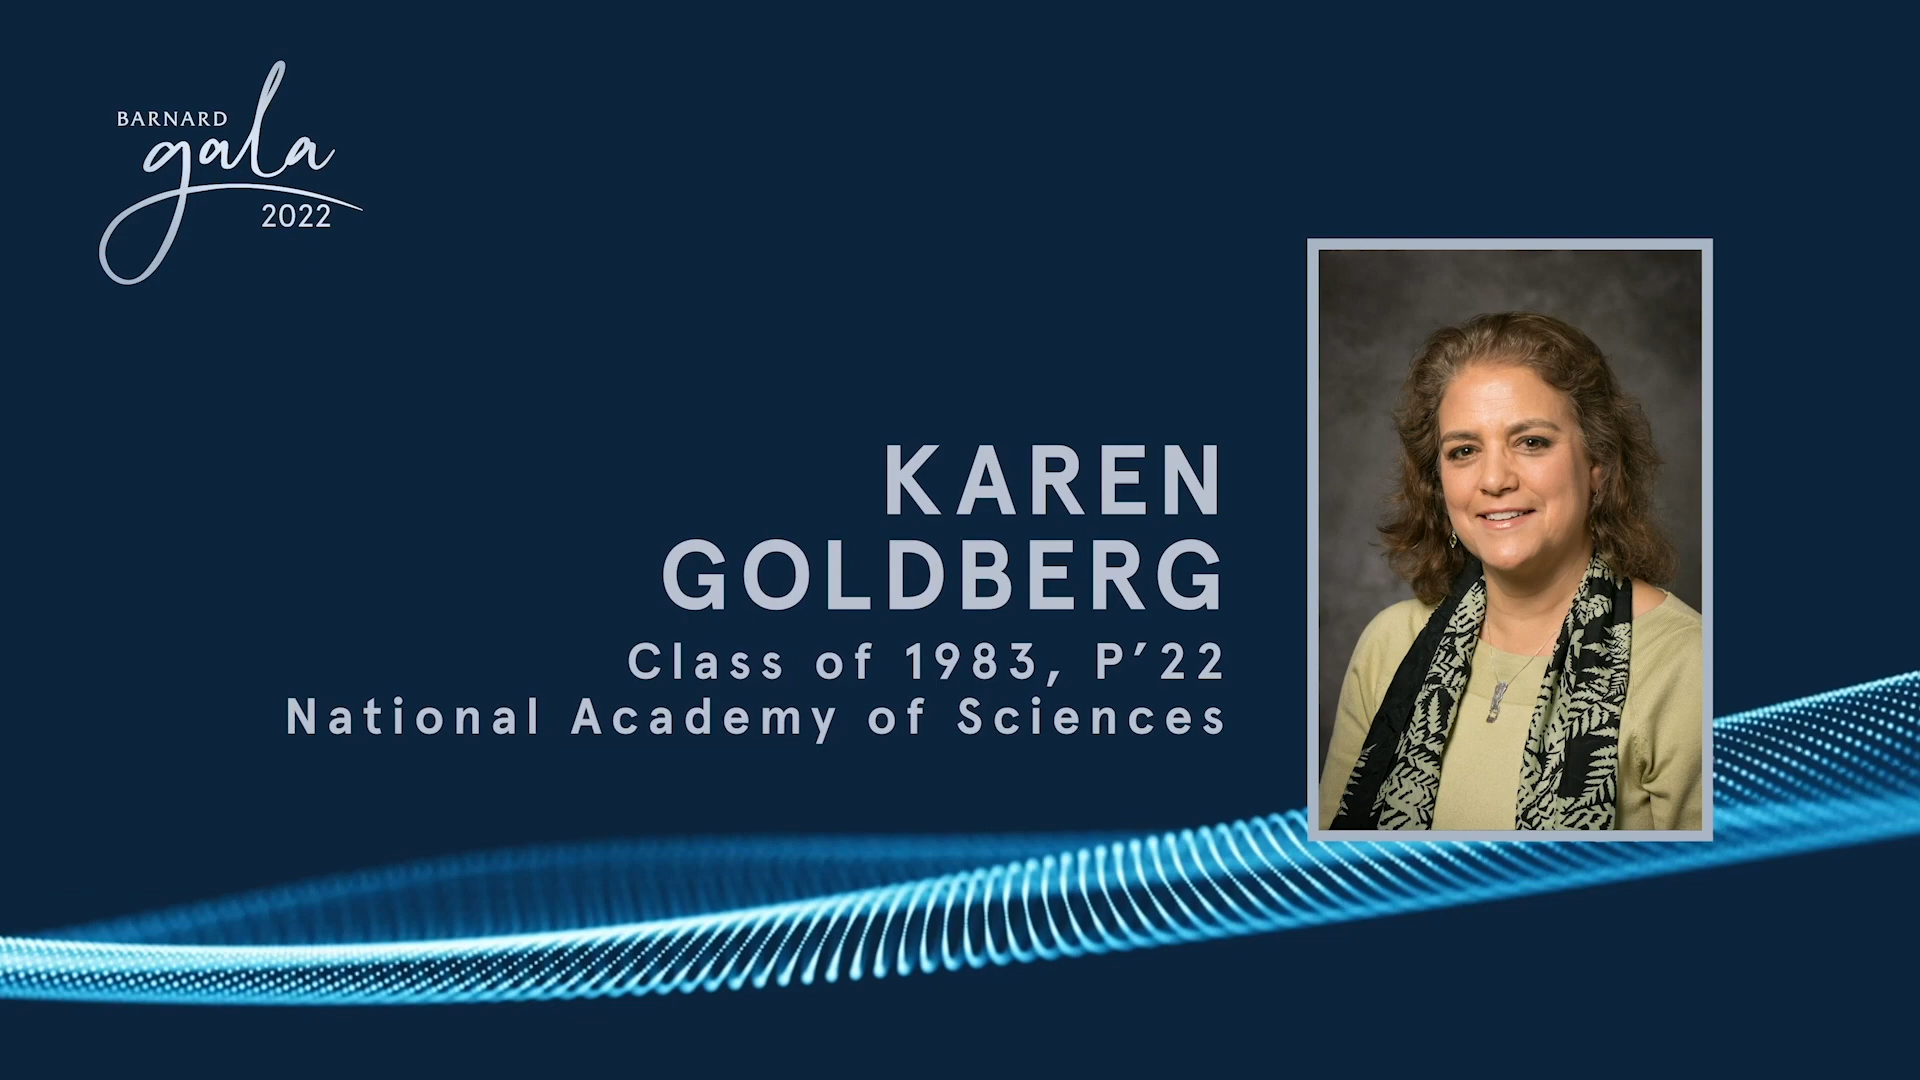 BARNARD
gala
2022
KAREN
GOLDBERG
Class of 1983, P’22
National Academy of Sciences